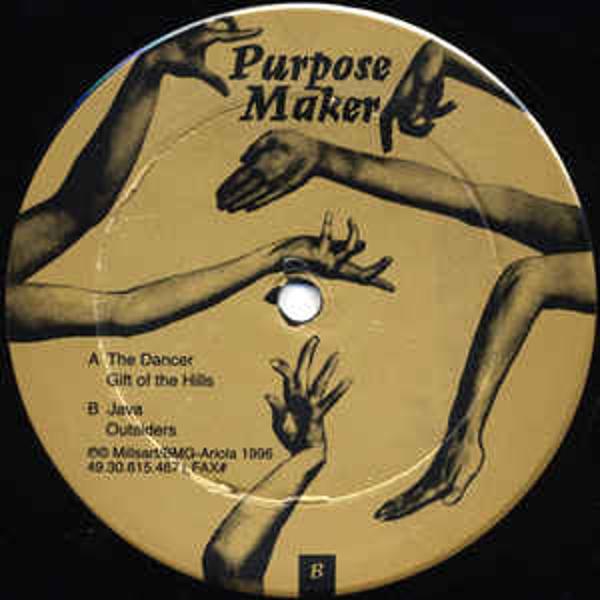 Purpose
Maker
A The Dancer
Gift of the Hills
B Java
Outsiders
℗© Millsart/BMG-Ariola 1996
49.30.615.467 FAX#
B